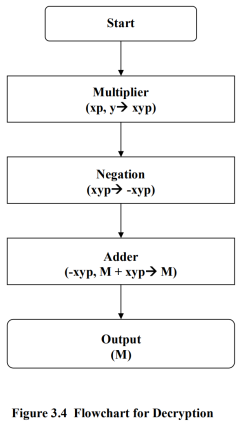 Start
Multiplier
(xp, y→ xyp)
Negation
(xyp→ -xyp)
Adder
(-xyp, M + xyp→ M)
Output
(M)
Figure 3.4 Flowchart for Decryption